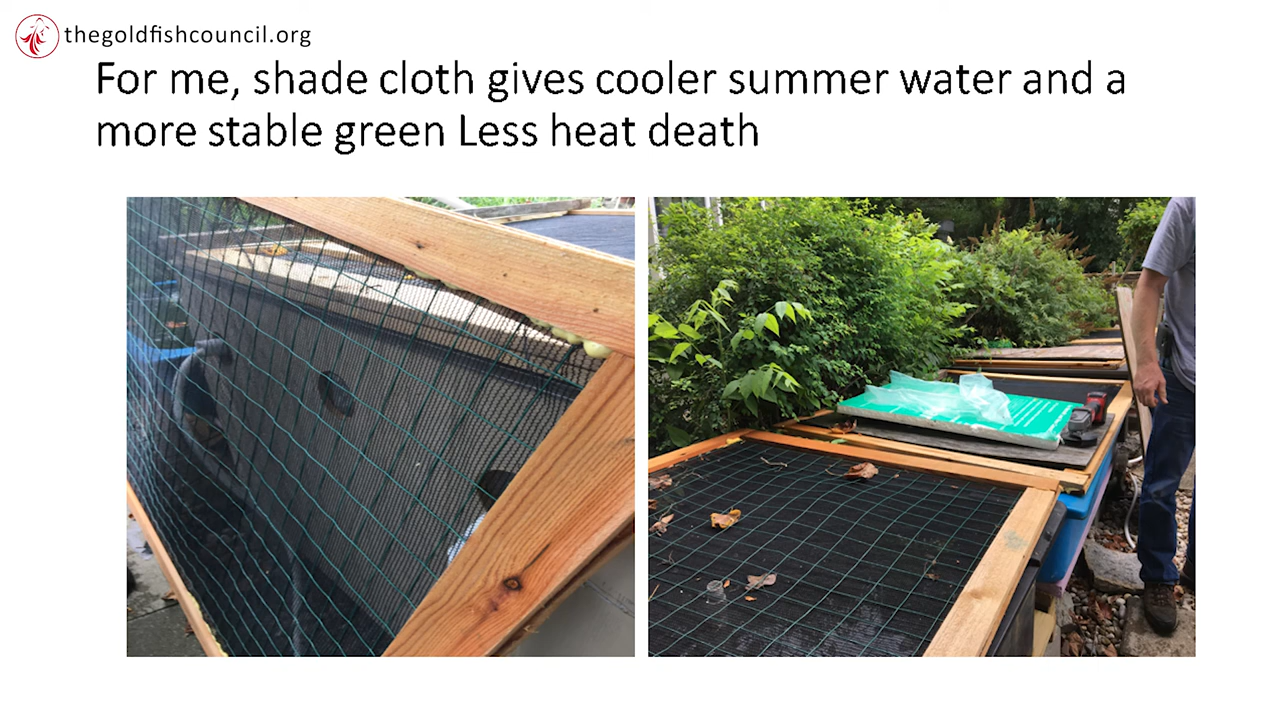 thegoldfishcouncil.org
For me, shade cloth gives cooler summer water and a
more stable green Less heat death